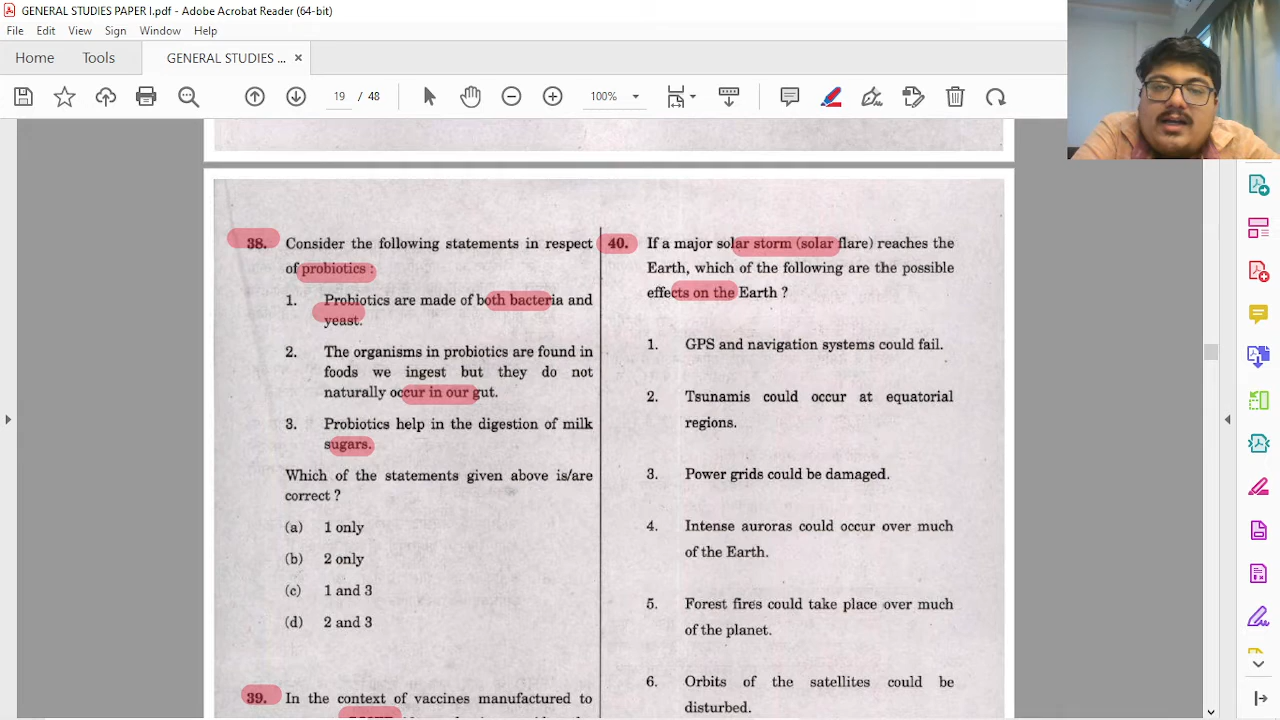 GENERAL STUDIES PAPER I.pdf - Adobe Acrobat Reader (64-bit)
File Edit View Sign Window Help
Home Tools GENERAL STUDIES ... ×
19 / 48 100%
38. Consider the following statements in respect
of probiotics :
1. Probiotics are made of both bacteria and
yeast.
2. The organisms in probiotics are found in
foods we ingest but they do not
naturally occur in our gut.
3. Probiotics help in the digestion of milk
sugars.
Which of the statements given above is/are
correct ?
(a) 1 only
(b) 2 only
(c) 1 and 3
(d) 2 and 3
39. In the context of vaccines manufactured to
40. If a major solar storm (solar flare) reaches the
Earth, which of the following are the possible
effects on the Earth ?
1. GPS and navigation systems could fail.
2. Tsunamis could occur at equatorial
regions.
3. Power grids could be damaged.
4. Intense auroras could occur over much
of the Earth.
5. Forest fires could take place over much
of the planet.
6. Orbits of the satellites could be
disturbed.